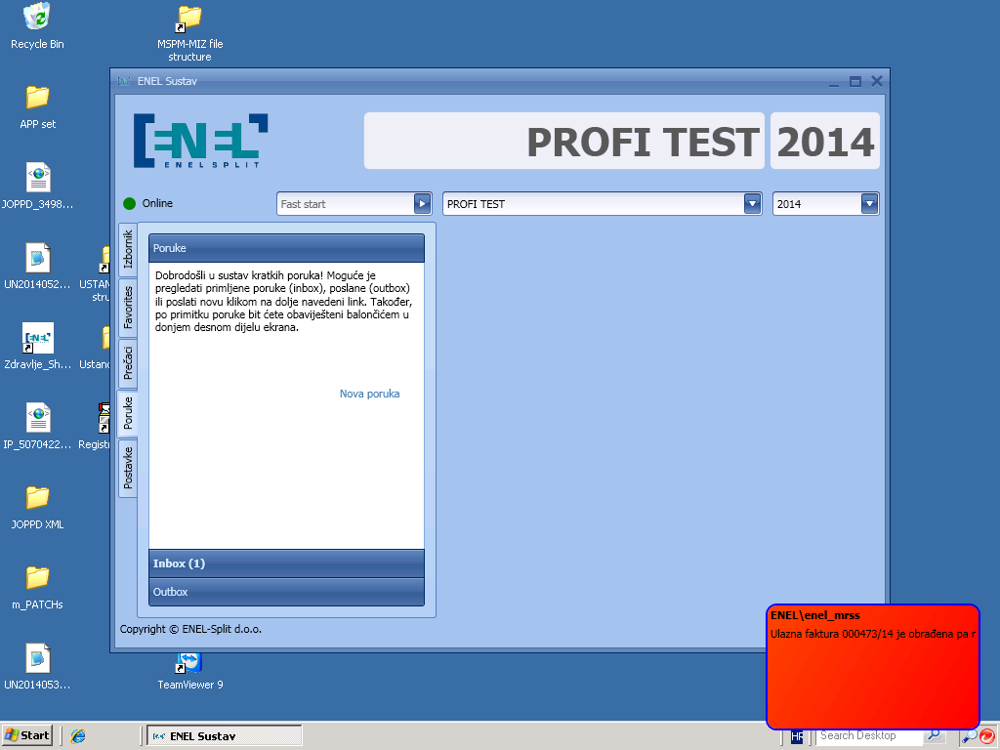 Recycle Bin
MSPM-MIZ file
structure
APP set
JOPPD_3498...
UN2014052...
USTAN
stru
Zdravlje_Sh...
Ustano
IP_5070422...
Registr
JOPPD XML
m_PATCHs
UN2014053...
TeamViewer 9
ENEL Sustav
ENEL
ENELSPLIT
PROFI TEST
2014
Online
Fast start
PROFI TEST
2014
Izbornik
Favorites
Prečaci
Poruke
Postavke
Poruke
Dobrodošli u sustav kratkih poruka! Moguće je
pregledati primljene poruke (inbox), poslane (outbox)
ili poslati novu klikom na dolje navedeni link. Također,
po primitku poruke bit ćete obaviješteni balončićem u
donjem desnom dijelu ekrana.
Nova poruka
Inbox (1)
Outbox
Copyright © ENEL-Split d.o.o.
ENEL\enel_mrss
Ulazna faktura 000473/14 je obrađena pa
Start
ENEL Sustav
HR
Search Desktop